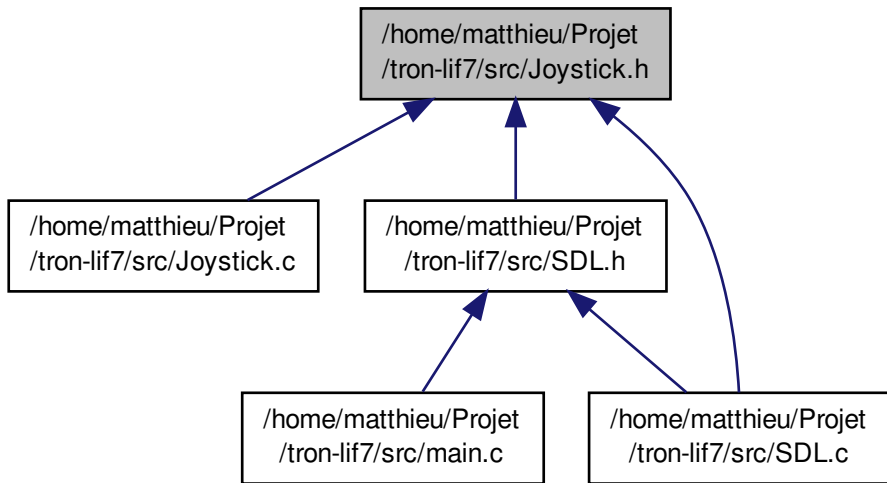 /home/matthieu/Projet
/tron-lif7/src/Joystick.h
/home/matthieu/Projet
/tron-lif7/src/Joystick.c
/home/matthieu/Projet
/tron-lif7/src/SDL.h
/home/matthieu/Projet
/tron-lif7/src/main.c
/home/matthieu/Projet
/tron-lif7/src/SDL.c